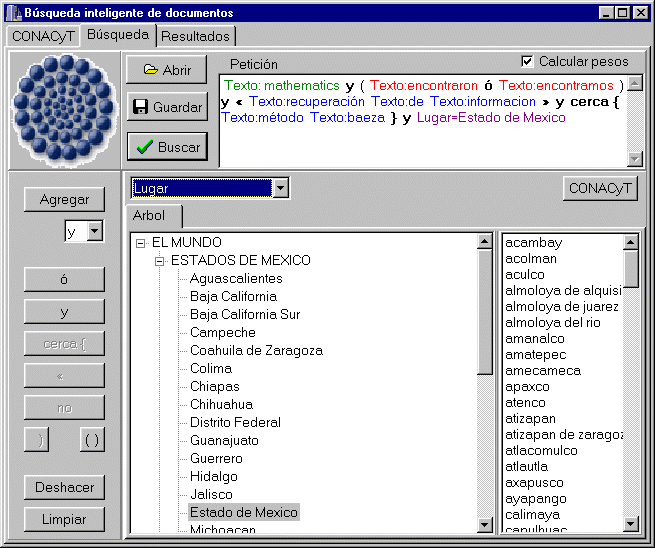 Búsqueda inteligente de documentos
CONACyT Búsqueda Resultados
Abrir
Guardar
Buscar
Petición
Calcular pesos
Texto: mathematics y ( Texto:encontraron ó Texto:encontramos )
y « Texto:recuperación Texto:de Texto:informacion » y cerca {
Texto:método Texto:baeza } y Lugar=Estado de Mexico
Agregar
y
ó
y
cerca {
«
no
)
( )
Deshacer
Limpiar
Lugar
CONACyT
Arbol
EL MUNDO
ESTADOS DE MEXICO
Aguascalientes
Baja California
Baja California Sur
Campeche
Coahuila de Zaragoza
Colima
Chiapas
Chihuahua
Distrito Federal
Guanajuato
Guerrero
Hidalgo
Jalisco
Estado de Mexico
Michoacan
acambay
acolman
aculco
almoloya de alquisi
almoloya de juarez
almoloya del rio
amanalco
amatepec
amecameca
apaxco
atenco
atizapan
atizapan de zaragoz
atlacomulco
atlautla
axapusco
ayapango
calimaya
capulhuac